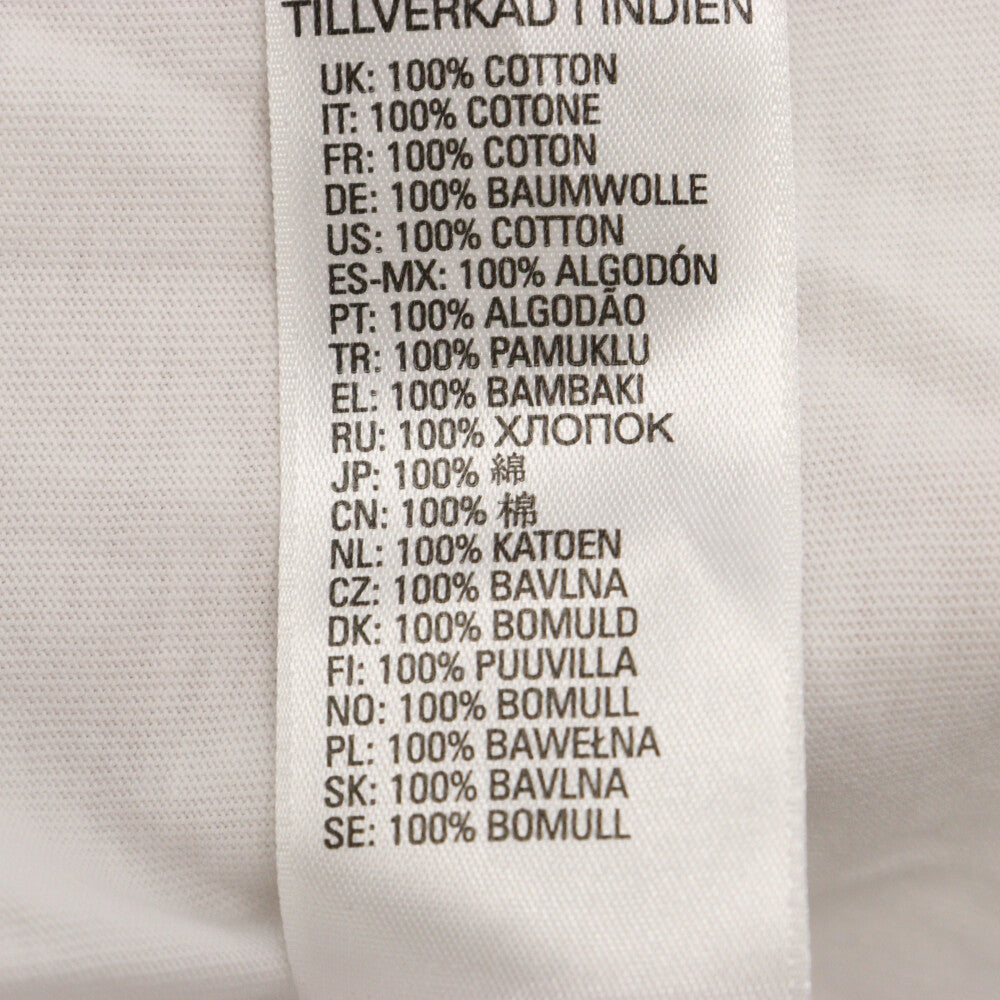 TILLVERKAD I INDIEN
UK: 100% COTTON
IT: 100% COTONE
FR: 100% COTON
DE: 100% BAUMWOLLE
US: 100% COTTON
ES-MX: 100% ALGODÓN
PT: 100% ALGODÃO
TR: 100% PAMUKLU
EL: 100% BAMBAKI
RU: 100% ХЛОПОК
JP: 100% 綿
CN: 100% 棉
NL: 100% KATOEN
CZ: 100% BAVLNA
DK: 100% BOMULD
FI: 100% PUUVILLA
NO: 100% BOMULL
PL: 100% BAWEŁNA
SK: 100% BAVLNA
SE: 100% BOMULL